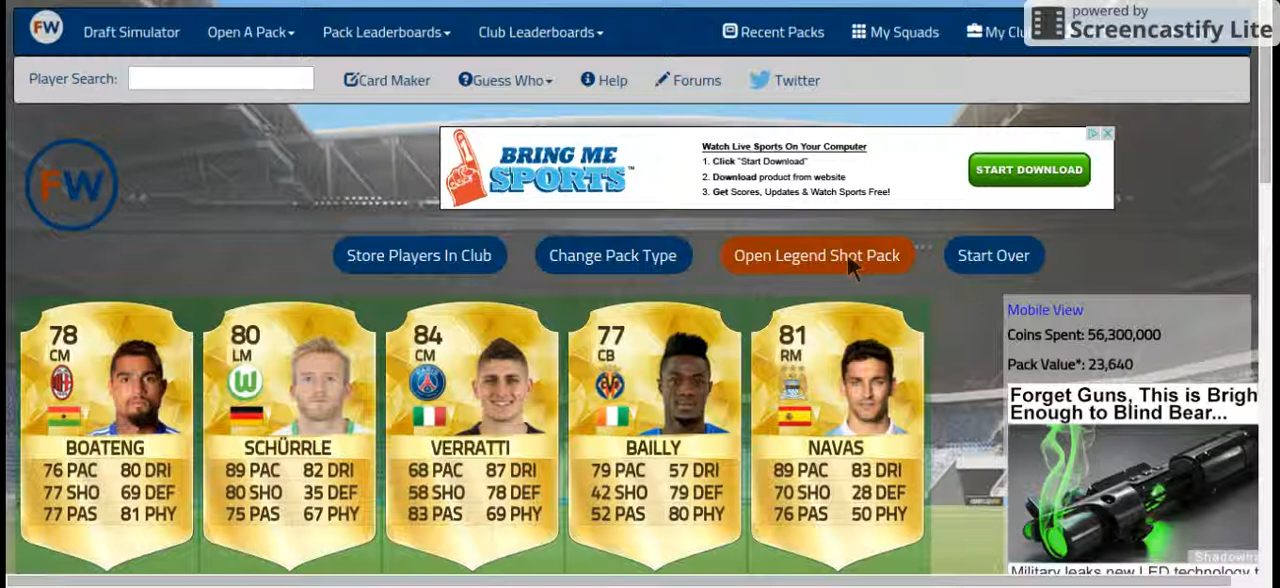 powered by
Screencastify Lite
FW
Draft Simulator
Open A Pack
Pack Leaderboards
Club Leaderboards
Recent Packs
My Squads
Player Search:
Card Maker
Guess Who
Help
Forums
Twitter
FW
BRING ME
SPORTS™
Watch Live Sports On Your Computer
1. Click "Start Download"
2. Download product from website
3. Get Scores, Updates & Watch Sports Free!
START DOWNLOAD
Store Players In Club
Change Pack Type
Open Legend Shot Pack
Start Over
78
CM
BOATENG
76 PAC 80 DRI
77 SHO 69 DEF
77 PAS 81 PHY
80
LM
SCHÜRRLE
89 PAC 82 DRI
80 SHO 35 DEF
75 PAS 67 PHY
84
CM
VERRATTI
68 PAC 87 DRI
58 SHO 78 DEF
83 PAS 69 PHY
77
CB
BAILLY
79 PAC 57 DRI
42 SHO 79 DEF
52 PAS 80 PHY
81
RM
NAVAS
89 PAC 83 DRI
70 SHO 28 DEF
76 PAS 50 PHY
Mobile View
Coins Spent: 56,300,000
Pack Value*: 23,640
Forget Guns, This is Brigh
Enough to Blind Bear...
Military leaks new LED technology